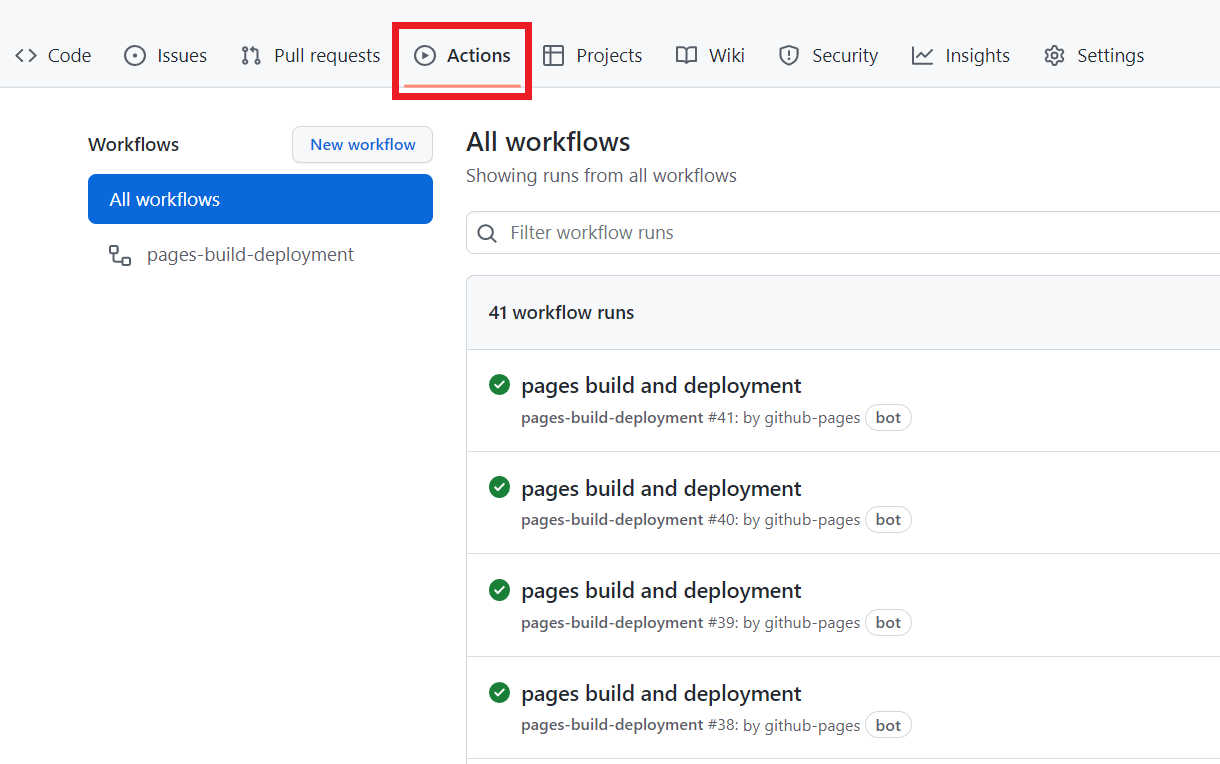 Code Issues Pull requests Actions Projects Wiki Security Insights Settings
Workflows New workflow
All workflows
pages-build-deployment
All workflows
Showing runs from all workflows
Filter workflow runs
41 workflow runs
pages build and deployment
pages-build-deployment #41: by github-pages bot
pages build and deployment
pages-build-deployment #40: by github-pages bot
pages build and deployment
pages-build-deployment #39: by github-pages bot
pages build and deployment
pages-build-deployment #38: by github-pages bot